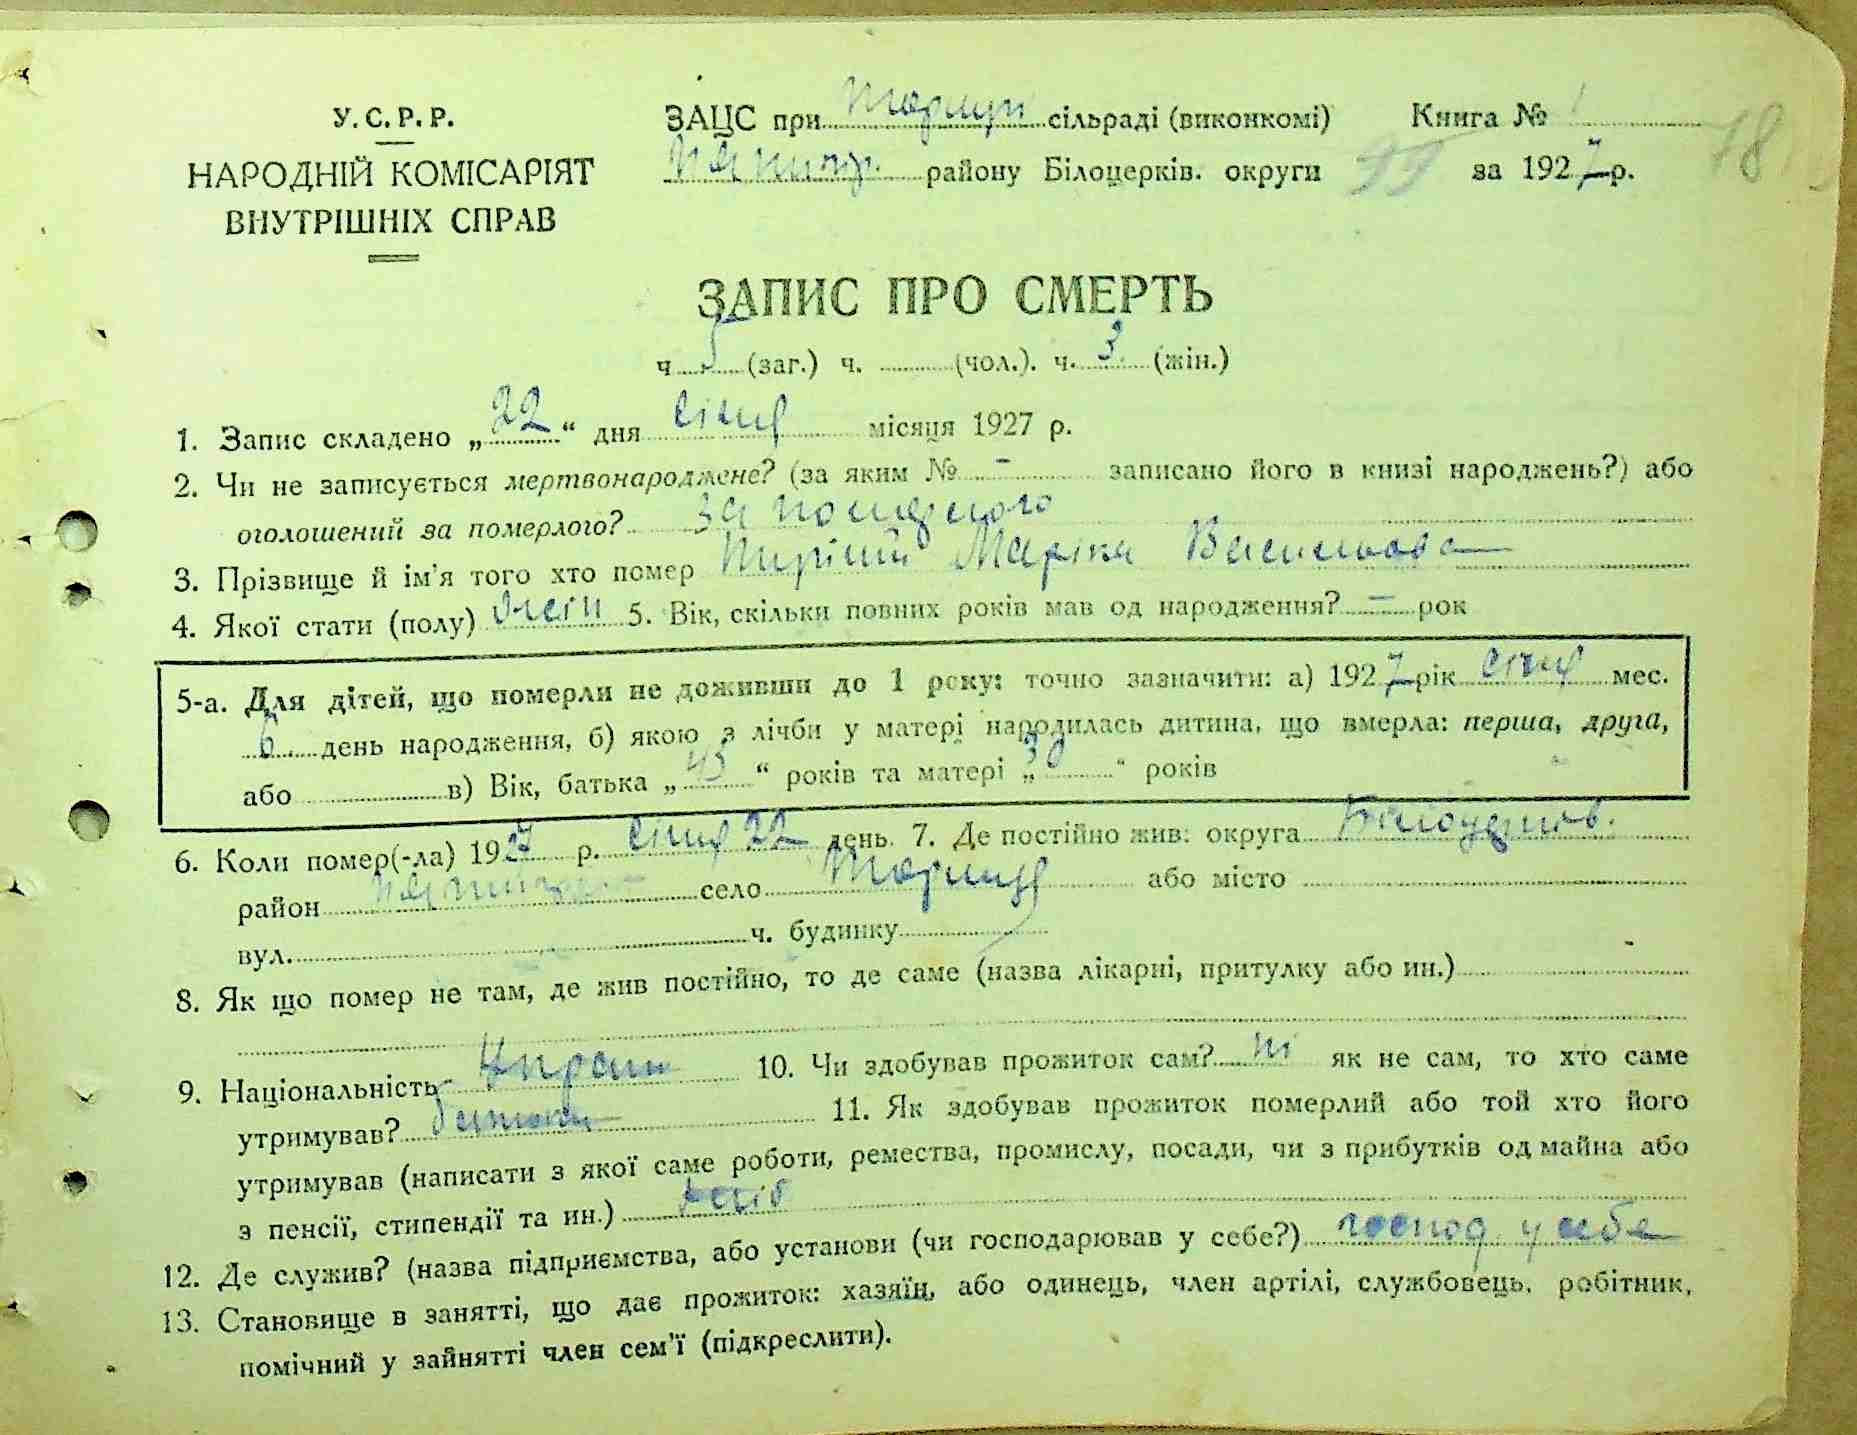 У.С.Р.Р.
НАРОДНІЙ КОМІСАРІЯТ
ВНУТРІШНІХ СПРАВ
ЗАЦС при сільраді (виконкомі) Книга № 1
району Білоцерків. округи за 1927 р. 18
ЗАПИС ПРО СМЕРТЬ
ч. 5 (заг.) ч. (чол.). ч. 3 (жін.)
1. Запис складено „22“ дня січня місяця 1927 р.
2. Чи не записується мертвонароджене? (за яким № – записано його в книзі народжень?) або
оголошений за померлого? за померлого
3. Прізвище й ім'я того хто помер Марія Василівна
4. Якої стати (полу) жін 5. Вік, скільки повних років мав од народження? – рок
5-а. Для дітей, що померли не доживши до 1 року: точно зазначити: а) 1927 рік січня мес.
6 день народження, б) якою з лічби у матері народилась дитина, що вмерла: перша, друга,
або в) Вік, батька „45“ років та матері „30“ років
6. Коли помер(-ла) 1927 р. січня 22 день. 7. Де постійно жив: округа Білоцерков.
район село або місто
вул. ч. будинку
8. Як що помер не там, де жив постійно, то де саме (назва лікарні, притулку або ин.)
9. Національність Украін 10. Чи здобував прожиток сам? ні як не сам, то хто саме
утримував? батьки 11. Як здобував прожиток померлий або той хто його
утримував (написати з якої саме роботи, ремества, промислу, посади, чи з прибутків од майна або
з пенсії, стипендії та ин.) хліб
12. Де служив? (назва підприємства, або установи (чи господарював у себе?) господ. у себе
13. Становище в занятті, що дає прожиток: хазяїн, або одинець, член артілі, службовець, робітник,
помічний у зайнятті член сем'ї (підкреслити).